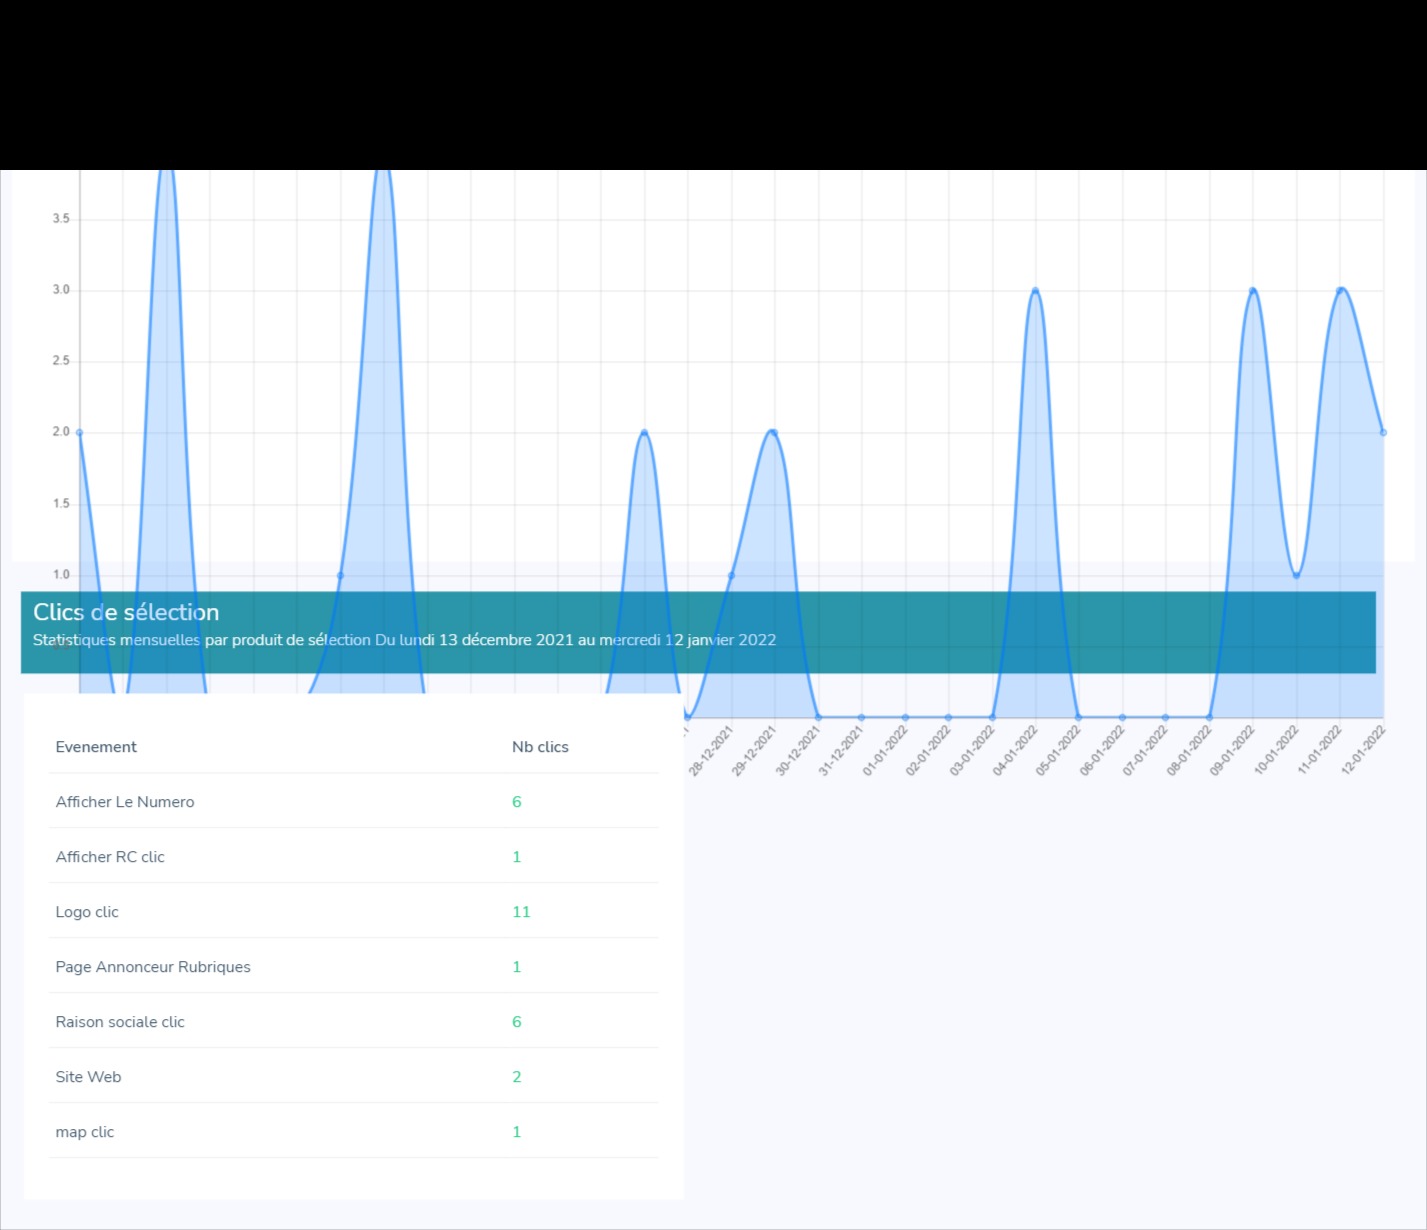 3.5
3.0
2.5
2.0
1.5
1.0
Clics de sélection
Statistiques mensuelles par produit de sélection Du lundi 13 décembre 2021 au mercredi 12 janvier 2022
28-12-2021
29-12-2021
30-12-2021
31-12-2021
01-01-2022
02-01-2022
03-01-2022
04-01-2022
05-01-2022
06-01-2022
07-01-2022
08-01-2022
09-01-2022
10-01-2022
11-01-2022
12-01-2022
Evenement Nb clics
Afficher Le Numero 6
Afficher RC clic 1
Logo clic 11
Page Annonceur Rubriques 1
Raison sociale clic 6
Site Web 2
map clic 1